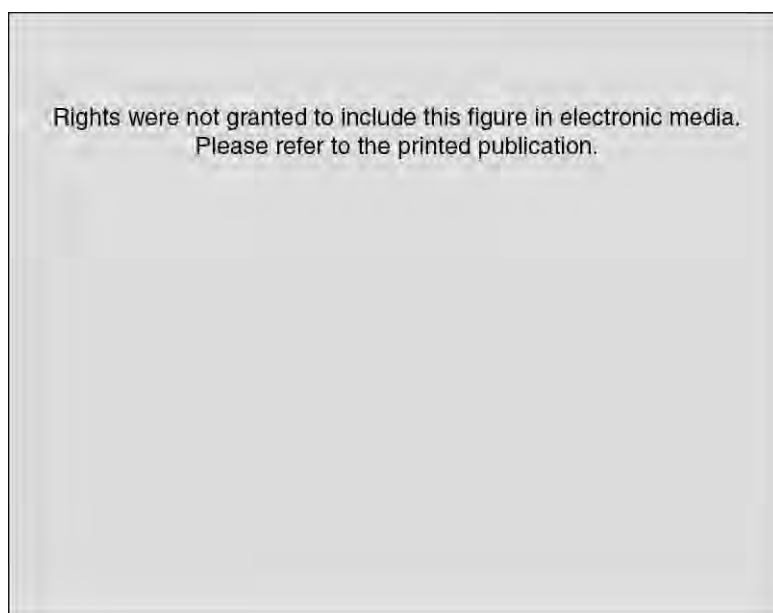 Rights were not granted to include this figure in electronic media.
Please refer to the printed publication.